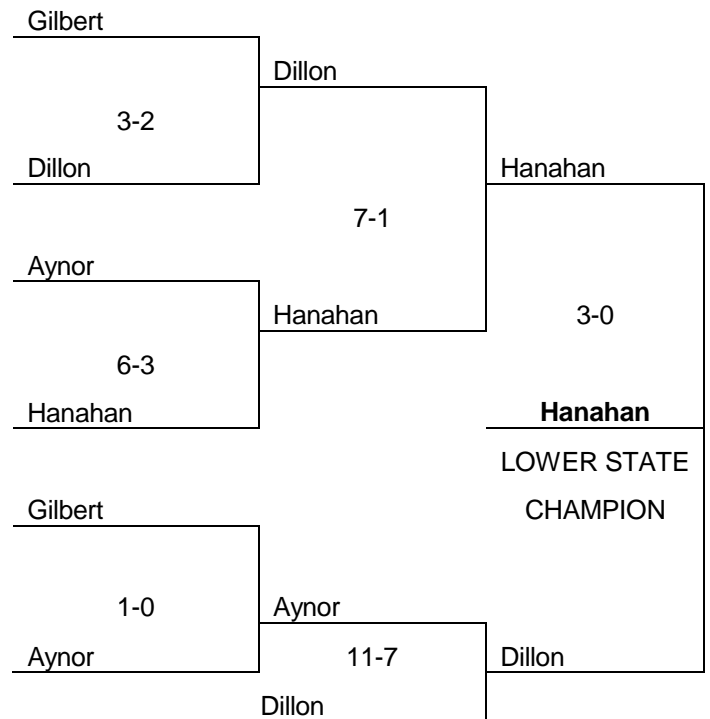 Gilbert
Dillon
3-2
Dillon
Hanahan
7-1
Aynor
Hanahan
3-0
6-3
Hanahan
Hanahan
LOWER STATE
Gilbert
CHAMPION
1-0
Aynor
Aynor
11-7
Dillon
Dillon